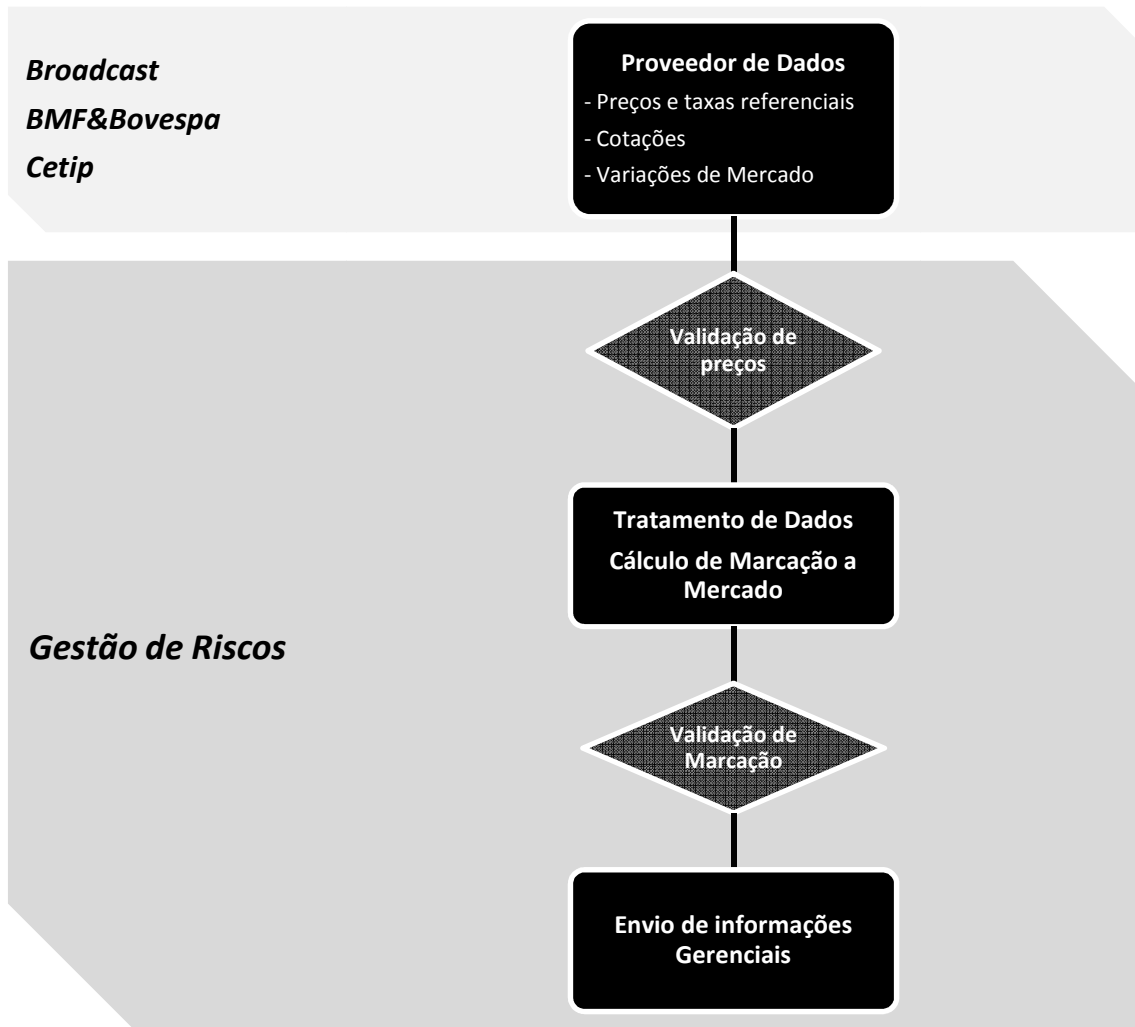 Broadcast
BMF&Bovespa
Cetip
Proveedor de Dados
- Preços e taxas referenciais
- Cotações
- Variações de Mercado
Validação de
preços
Tratamento de Dados
Cálculo de Marcação a
Mercado
Gestão de Riscos
Validação de
Marcação
Envio de informações
Gerenciais